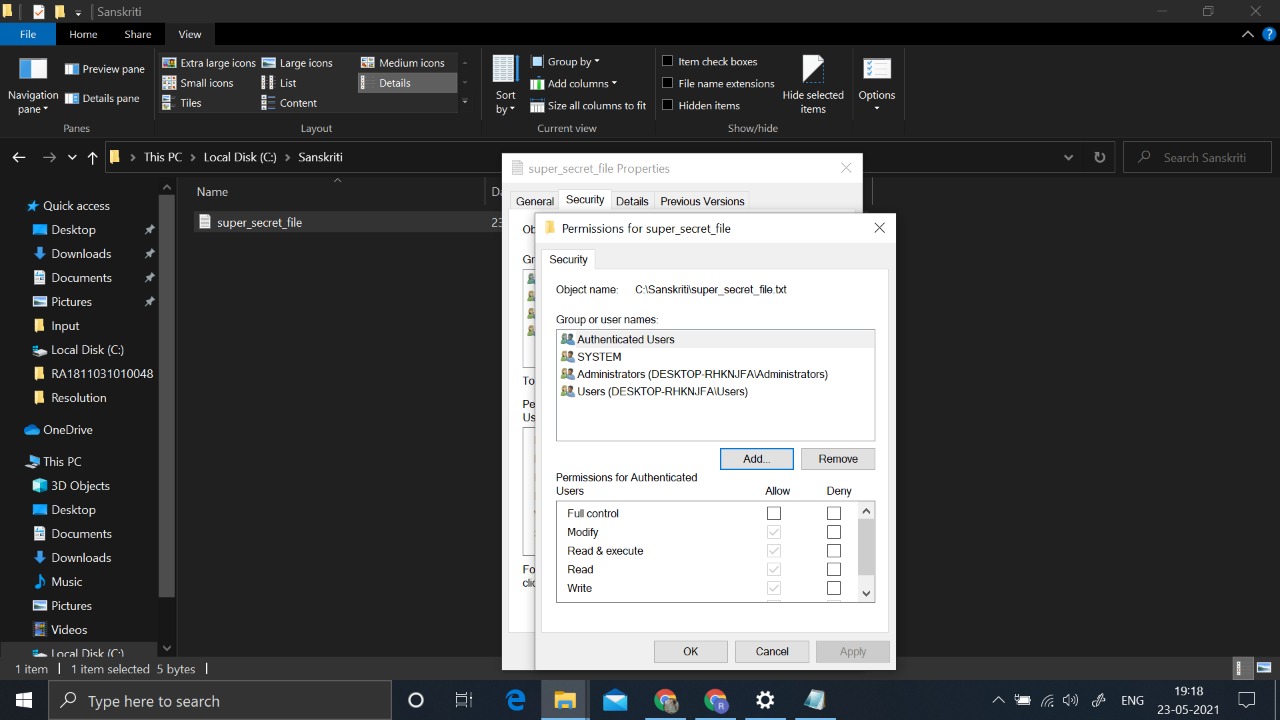 Sanskriti
File Home Share View
Navigation pane
Preview pane
Details pane
Panes
Extra large icons Large icons Medium icons
Small icons List Details
Tiles Content
Layout
Sort by
Group by
Add columns
Size all columns to fit
Current view
Item check boxes
File name extensions
Hidden items
Hide selected items
Show/hide
Options
This PC Local Disk (C:) Sanskriti
Search Sanskriti
Quick access
Desktop
Downloads
Documents
Pictures
Input
Local Disk (C:)
RA1811031010048
Resolution
OneDrive
This PC
3D Objects
Desktop
Documents
Downloads
Music
Pictures
Videos
Local Disk (C:)
Name
super_secret_file
23
super_secret_file Properties
General Security Details Previous Versions
Ob
Gr
To
Pe
Us
Fo
clic
Permissions for super_secret_file
Security
Object name: C:\Sanskriti\super_secret_file.txt
Group or user names:
Authenticated Users
SYSTEM
Administrators (DESKTOP-RHKNJFA\Administrators)
Users (DESKTOP-RHKNJFA\Users)
Add... Remove
Permissions for Authenticated
Users Allow Deny
Full control
Modify
Read & execute
Read
Write
OK Cancel Apply
1 item 1 item selected 5 bytes
Type here to search
ENG
19:18
23-05-2021